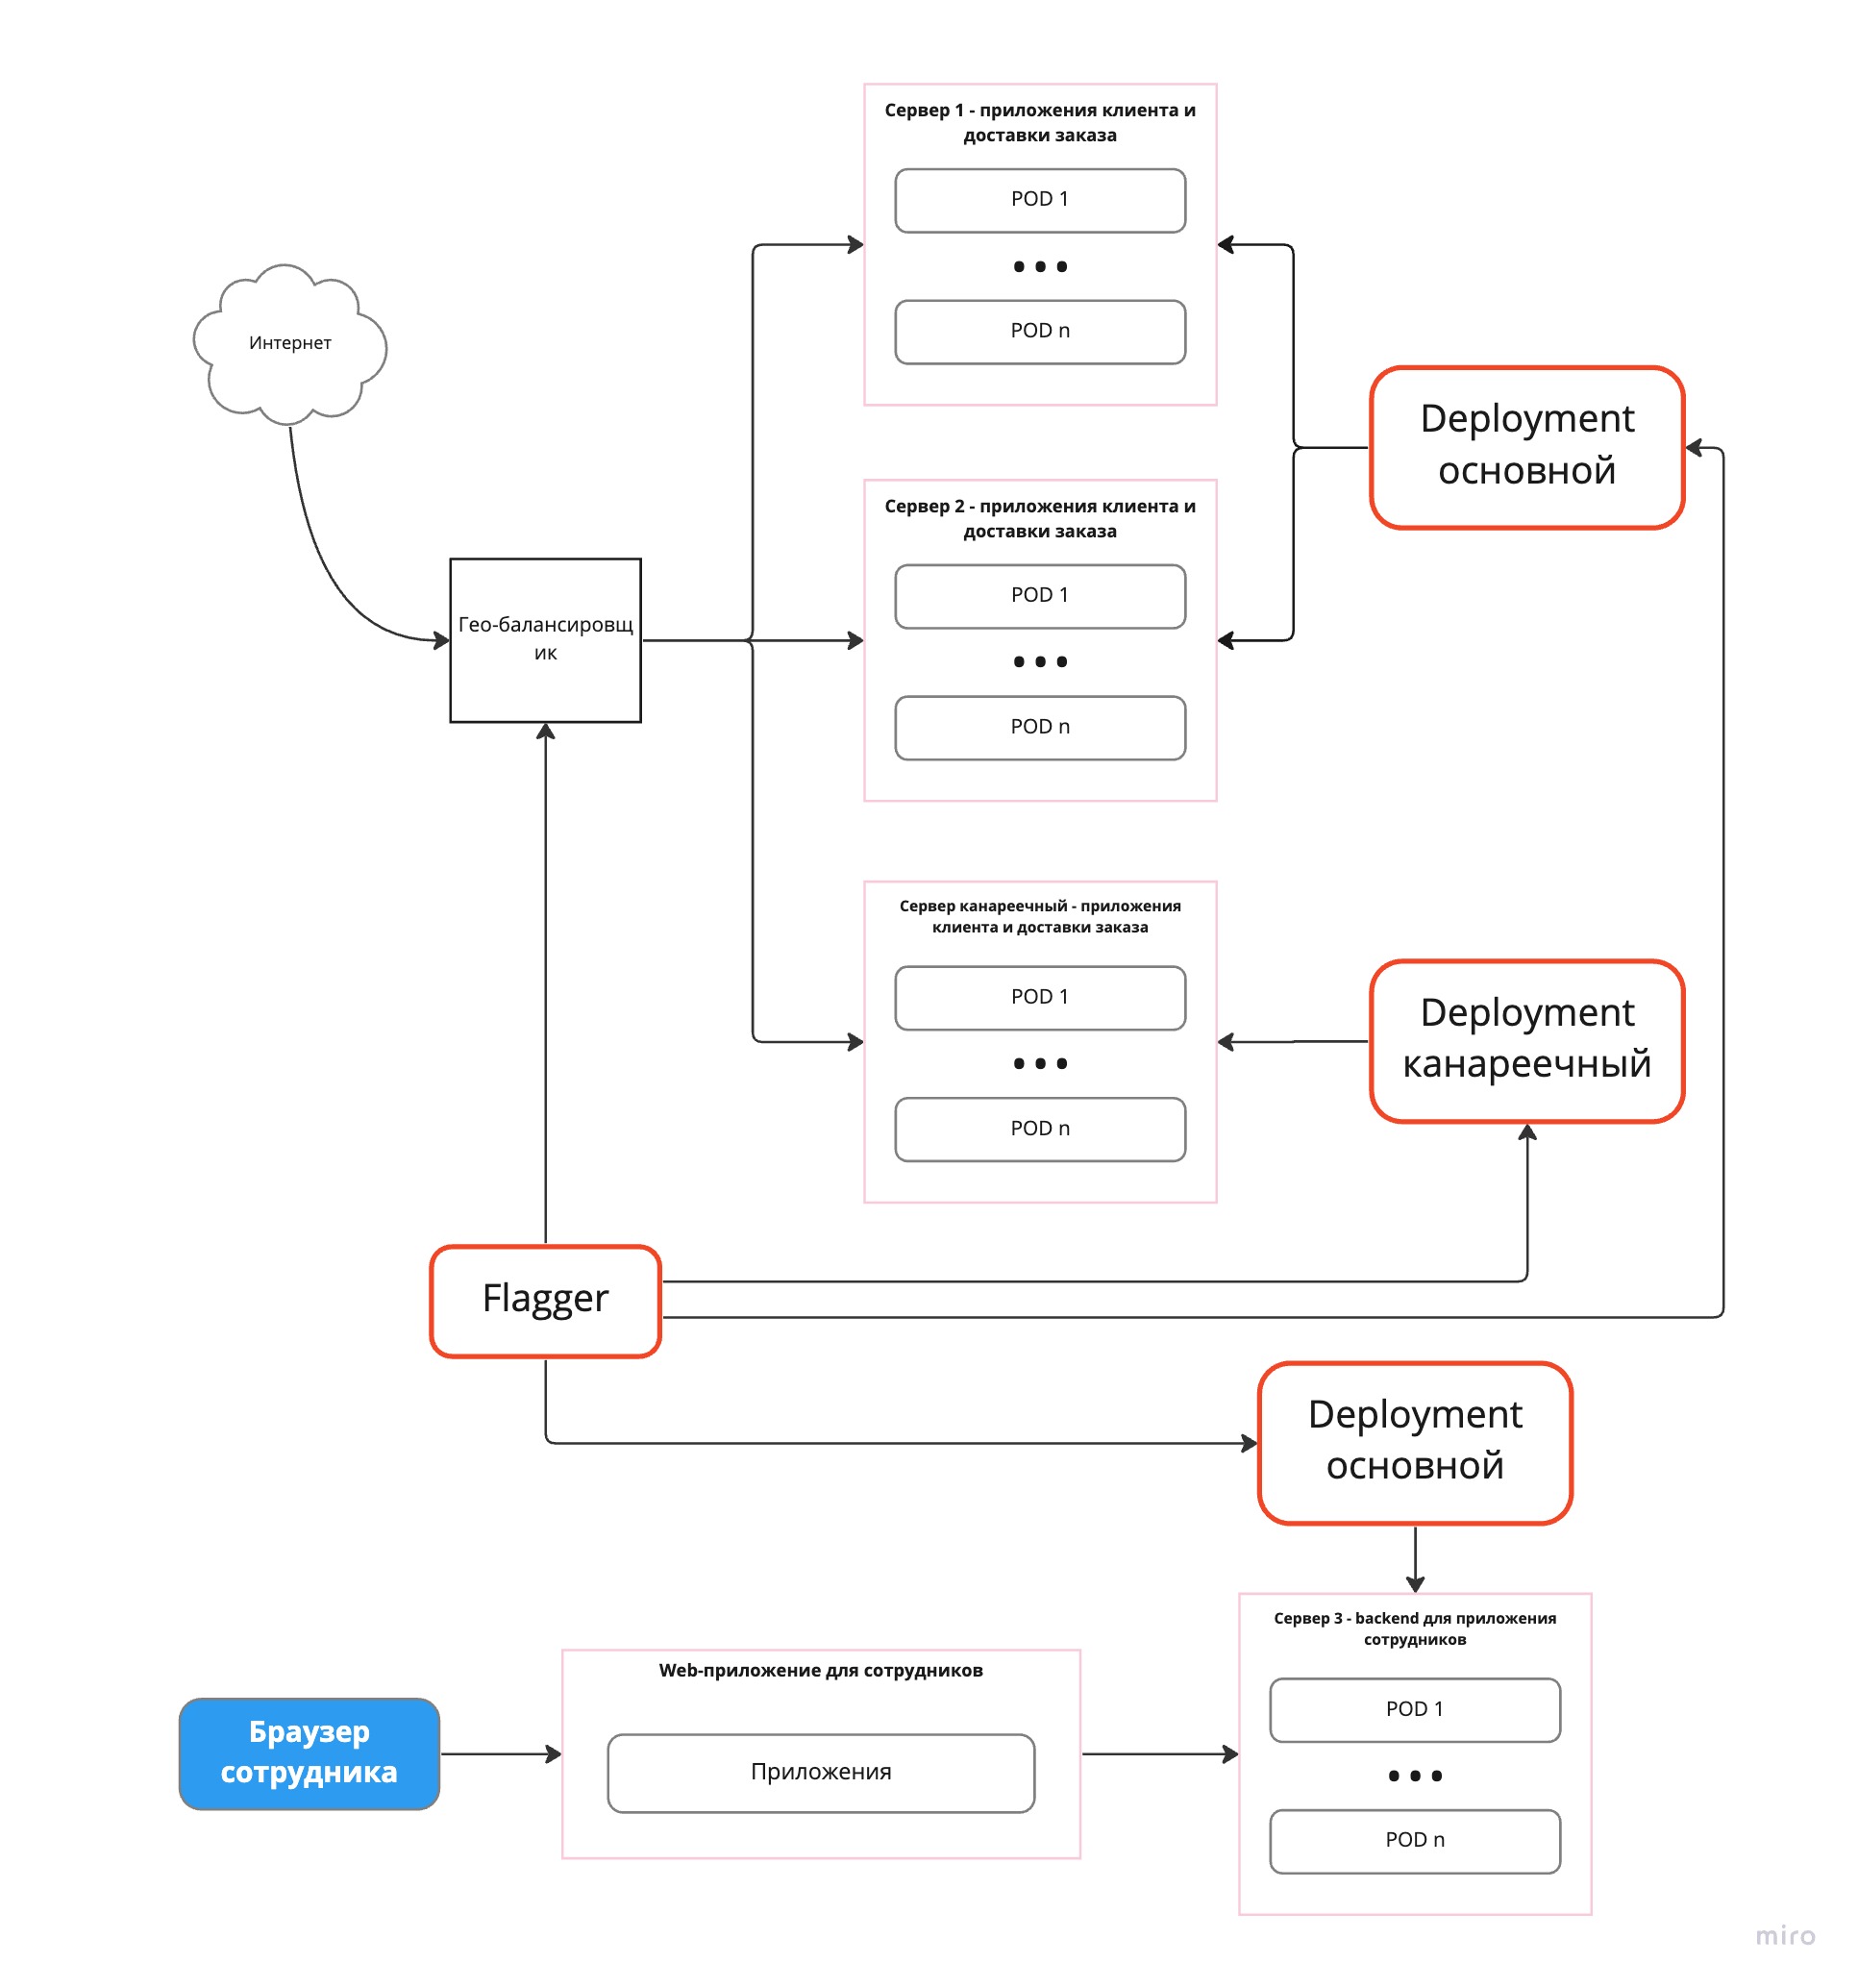 Сервер 1 - приложения клиента и
доставки заказа
POD 1
POD n
Интернет
Deployment
основной
Сервер 2 - приложения клиента и
доставки заказа
POD 1
POD n
Гео-балансировщ
ик
Сервер канареечный - приложения
клиента и доставки заказа
POD 1
POD n
Deployment
канареечный
Flagger
Deployment
основной
Сервер 3 - backend для приложения
сотрудников
POD 1
POD n
Web-приложение для сотрудников
Приложения
Браузер
сотрудника
miro